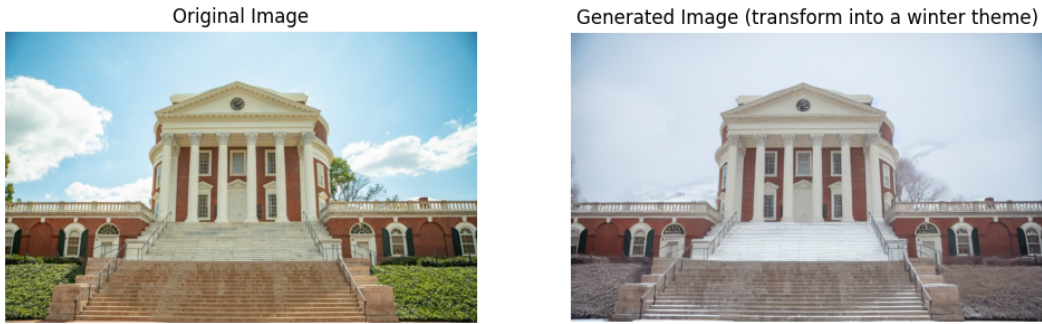 Original Image
Generated Image (transform into a winter theme)